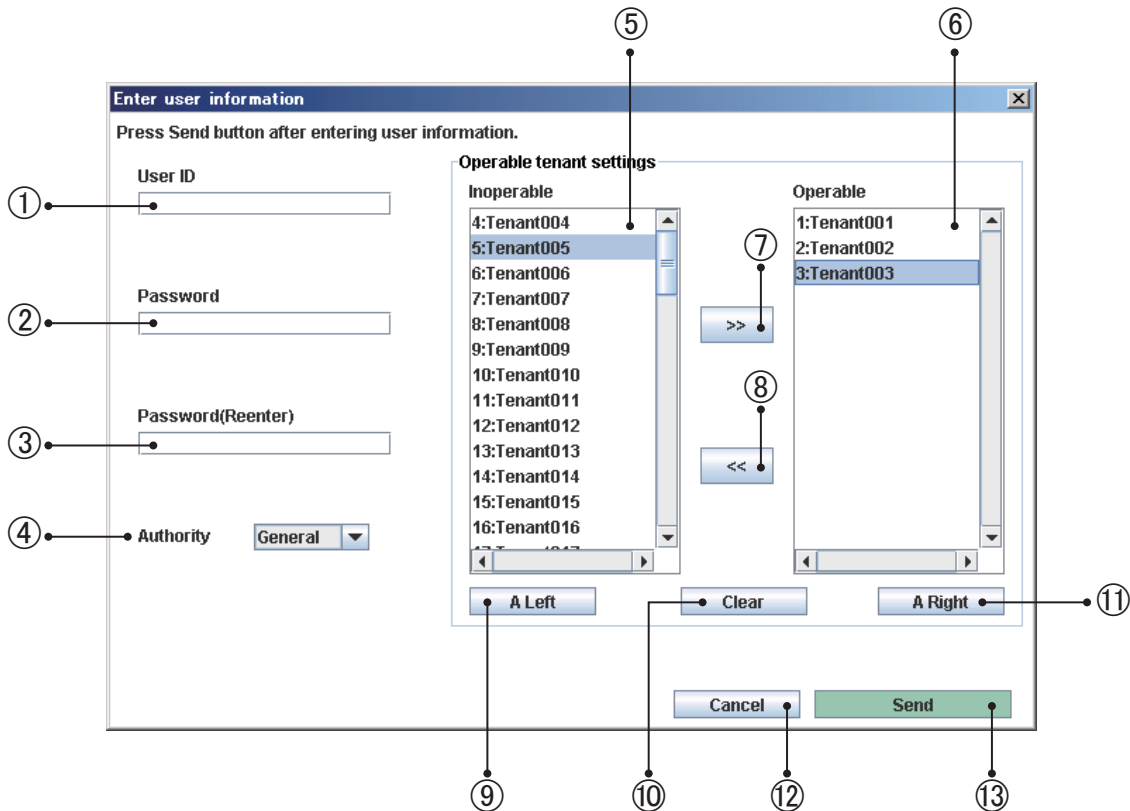 ⑤ ⑥
Enter user information
Press Send button after entering user information.
Operable tenant settings
User ID
Inoperable
Operable
①
4:Tenant004
5:Tenant005
6:Tenant006
7:Tenant007
8:Tenant008
9:Tenant009
10:Tenant010
11:Tenant011
12:Tenant012
13:Tenant013
14:Tenant014
15:Tenant015
16:Tenant016
1:Tenant001
2:Tenant002
3:Tenant003
⑦
>>
⑧
<<
Password
②
Password(Reenter)
③
④ Authority General
A Left
Clear
A Right
⑪
Cancel
Send
⑨ ⑩ ⑫ ⑬